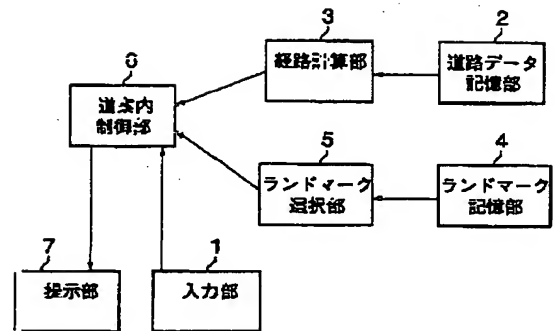 3
経路計算部
2
道路データ
記憶部
6
道案内
制御部
5
ランドマーク
選択部
4
ランドマーク
記憶部
7
提示部
1
入力部